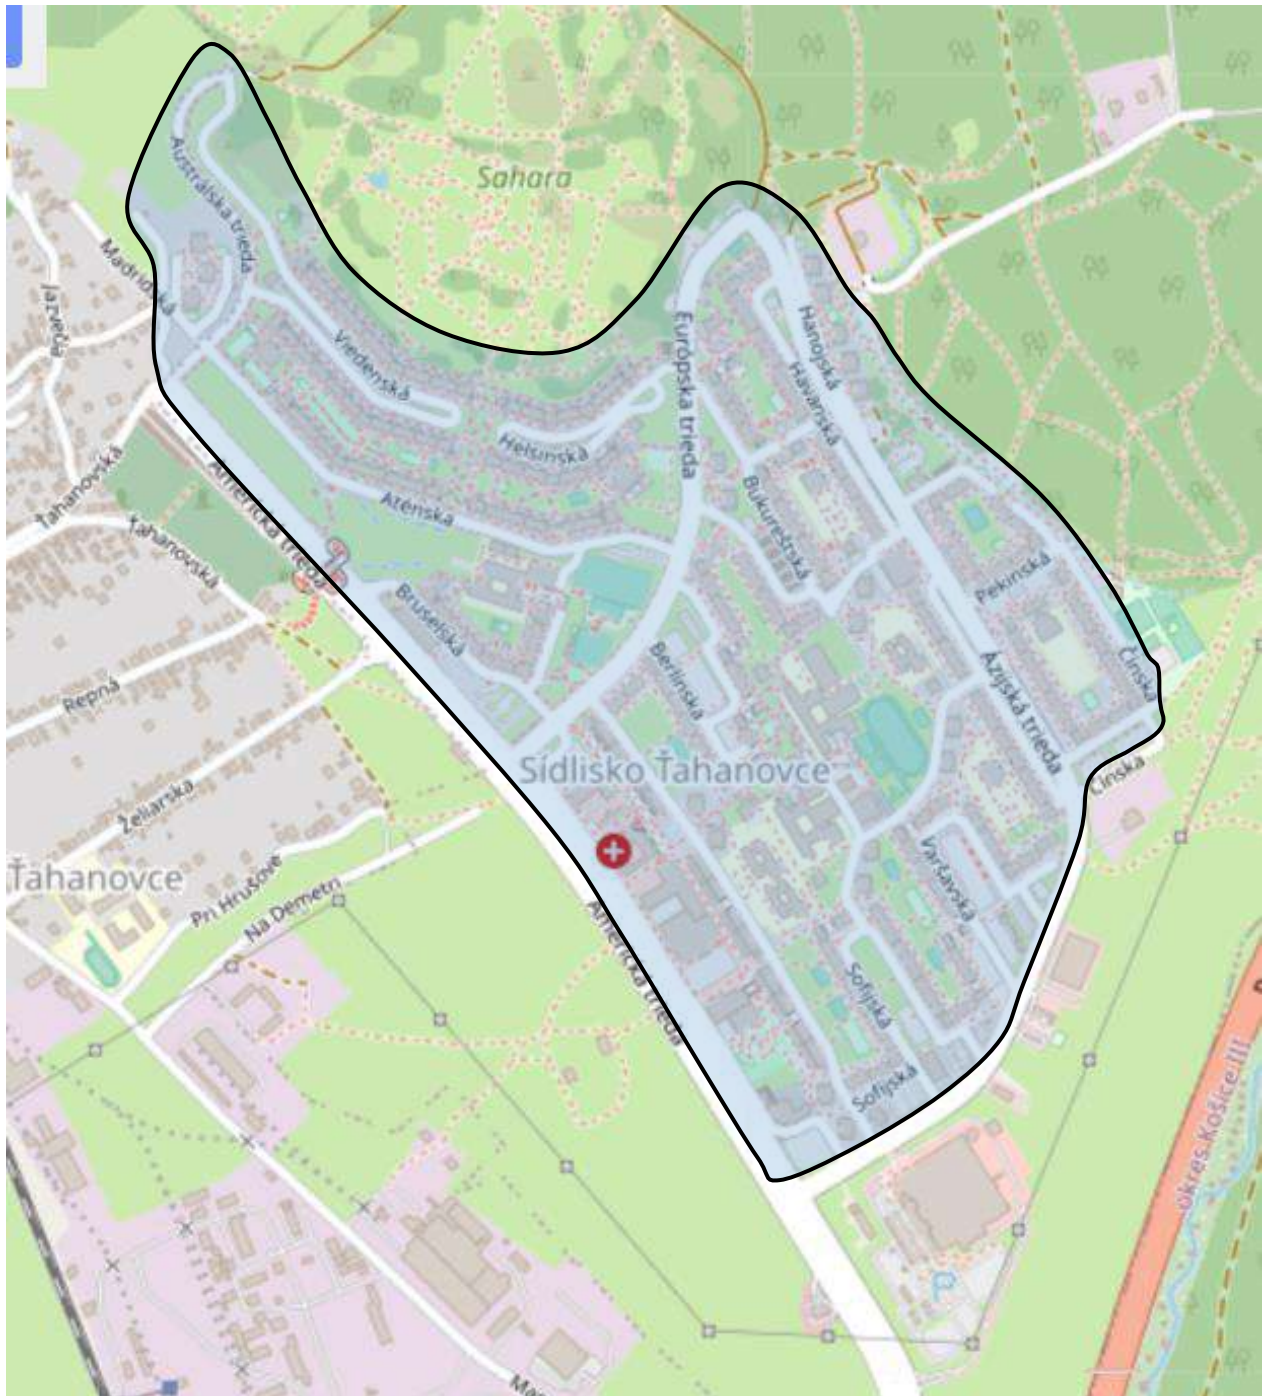 Sahara
Austrálska trieda
Madridská
Jazvečia
Viedenská
Európska trieda
Hanojská
Havanská
Helsinská
Ťahanovská
Americká trieda
Aténska
Bukureštská
Ťahanovská
Pekinská
Bruselská
Berlínska
Čínska
Repná
Ázijská trieda
Sídlisko Ťahanovce
Čínska
Želiarska
Varšavská
Ťahanovce
Pri Hrušove
Na Demetri
Americká trieda
Sofijská
Sofijská
okres Košice III